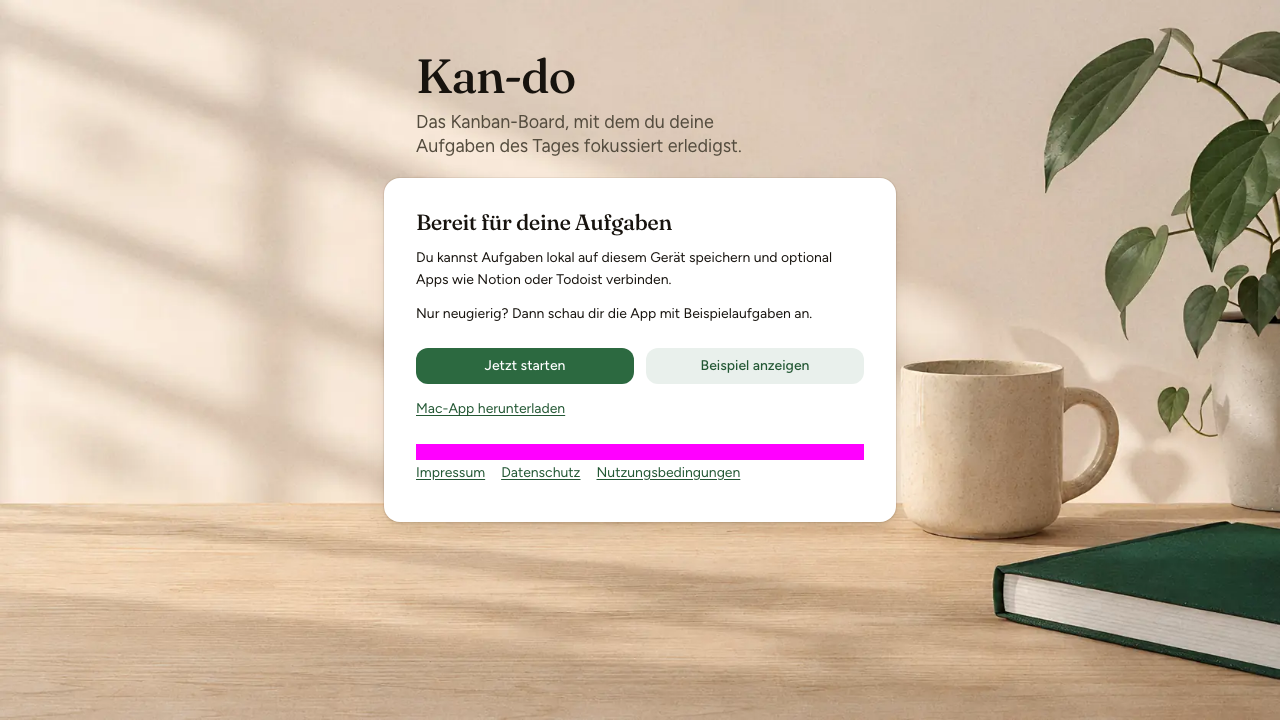 Kan-do
Das Kanban-Board, mit dem du deine
Aufgaben des Tages fokussiert erledigst.
Bereit für deine Aufgaben
Du kannst Aufgaben lokal auf diesem Gerät speichern und optional
Apps wie Notion oder Todoist verbinden.
Nur neugierig? Dann schau dir die App mit Beispielaufgaben an.
Jetzt starten
Beispiel anzeigen
Mac-App herunterladen
Impressum Datenschutz Nutzungsbedingungen